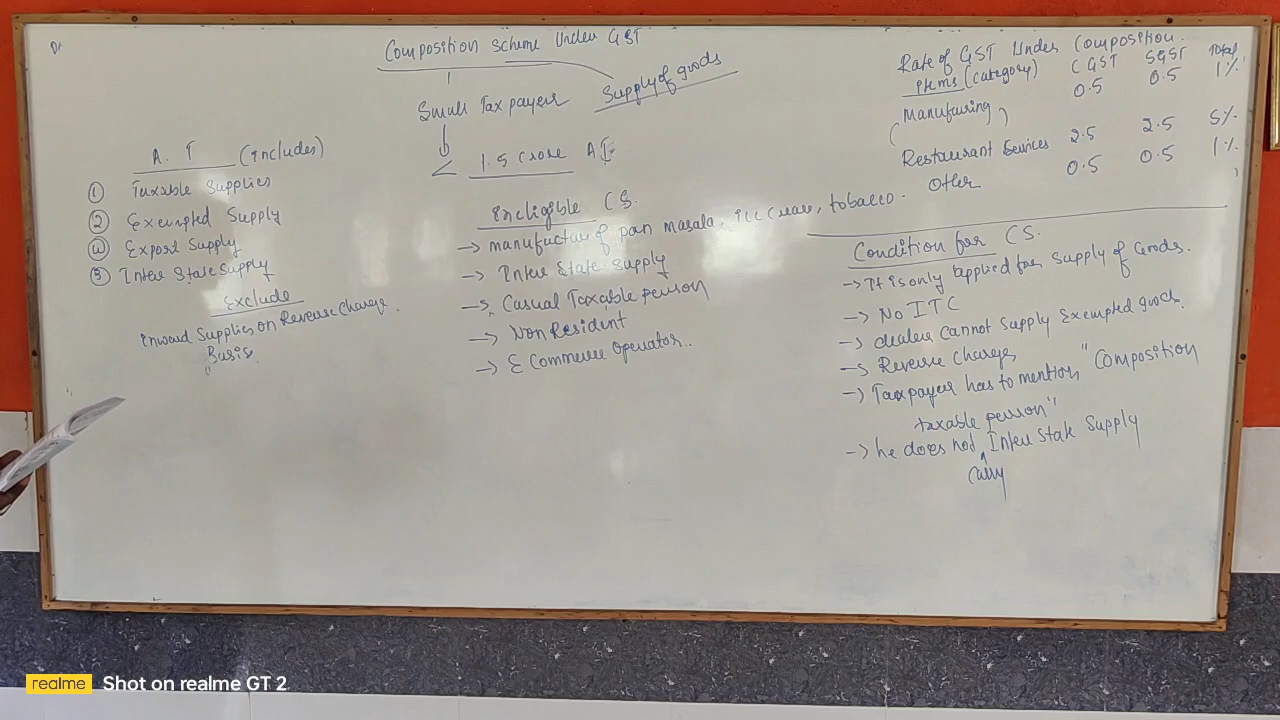 Composition scheme Under GST
Small Tax payers
Supply of goods
< 1.5 crore A T
A. T (includes)
① Taxable Supplies
② Exempted Supply
④ Export Supply
③ Inter State Supply
Exclude
Inward Supplies on Reverse charge
Basis.
Ineligible C S.
→ manufacture of pan masala, ice cream, tobacco.
→ Inter State Supply
→ Casual Taxable person
→ Non Resident
→ E Commerce Operator..
Rate of GST Under Composition.
Items (Category) CGST SGST Total
(Manufuring) 0.5 0.5 1%
Restaurant Services 2.5 2.5 5%
Other 0.5 0.5 1%
Condition for CS.
→ It is only applied for Supply of Goods.
→ No ITC
→ dealer cannot Supply Exempted goods.
→ Reverse charge
→ Taxpayer has to mention "Composition
taxable person"
→ he does not carry Inter State Supply
realme Shot on realme GT 2